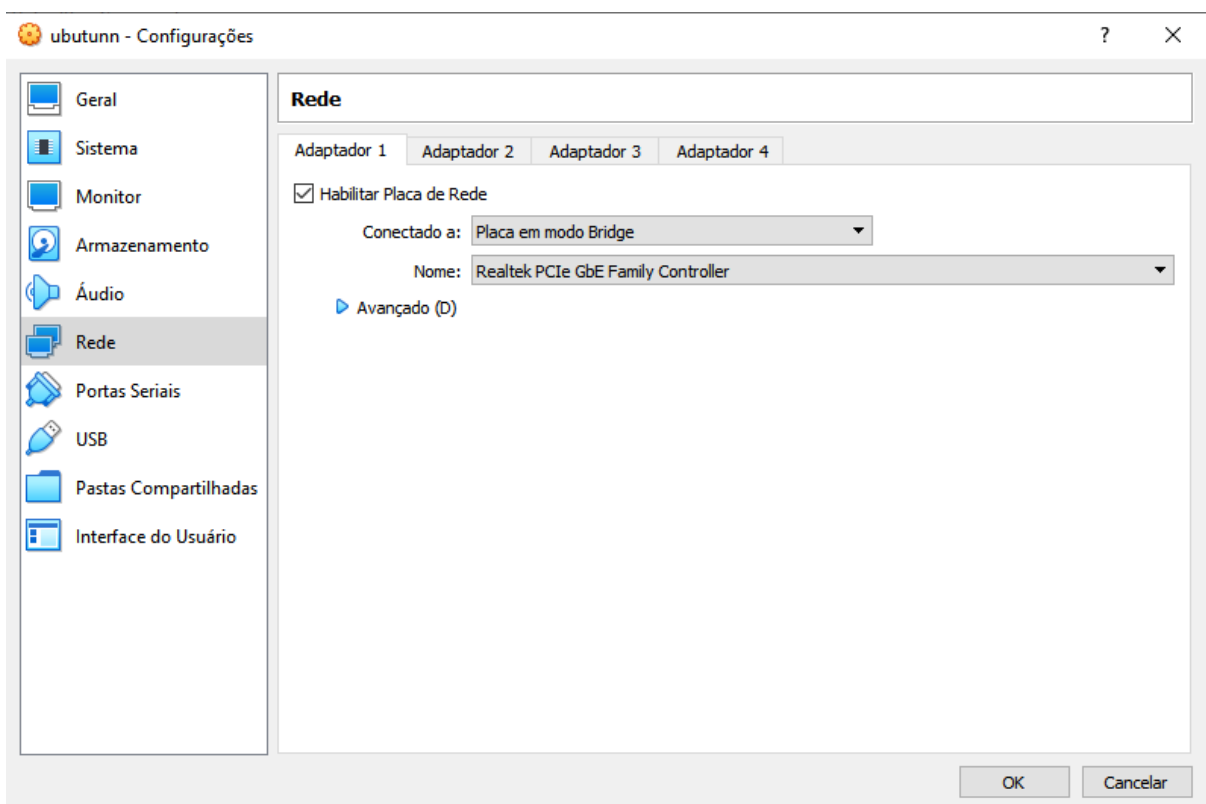 ubutunn - Configurações
?
Geral
Sistema
Monitor
Armazenamento
Áudio
Rede
Portas Seriais
USB
Pastas Compartilhadas
Interface do Usuário
Rede
Adaptador 1 Adaptador 2 Adaptador 3 Adaptador 4
Habilitar Placa de Rede
Conectado a: Placa em modo Bridge
Nome: Realtek PCIe GbE Family Controller
Avançado (D)
OK Cancelar